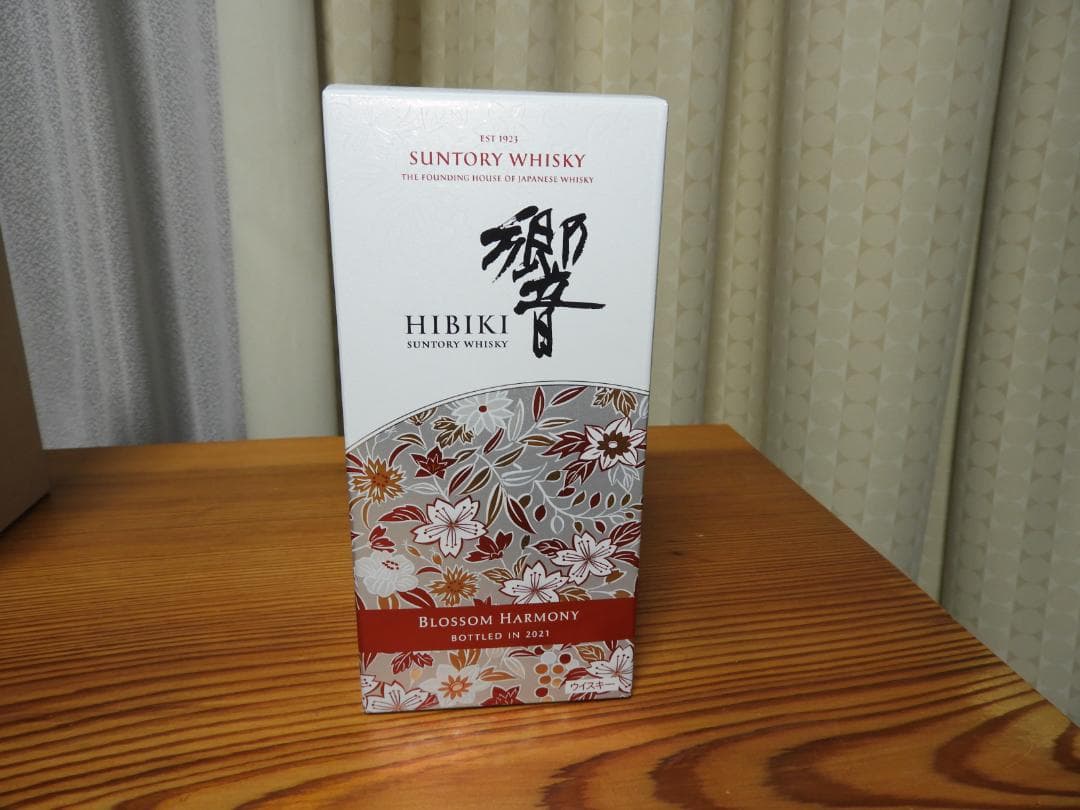 EST 1923
SUNTORY WHISKY
THE FOUNDING HOUSE OF JAPANESE WHISKY
響
HIBIKI
SUNTORY WHISKY
BLOSSOM HARMONY
BOTTLED IN 2021
ウイスキー